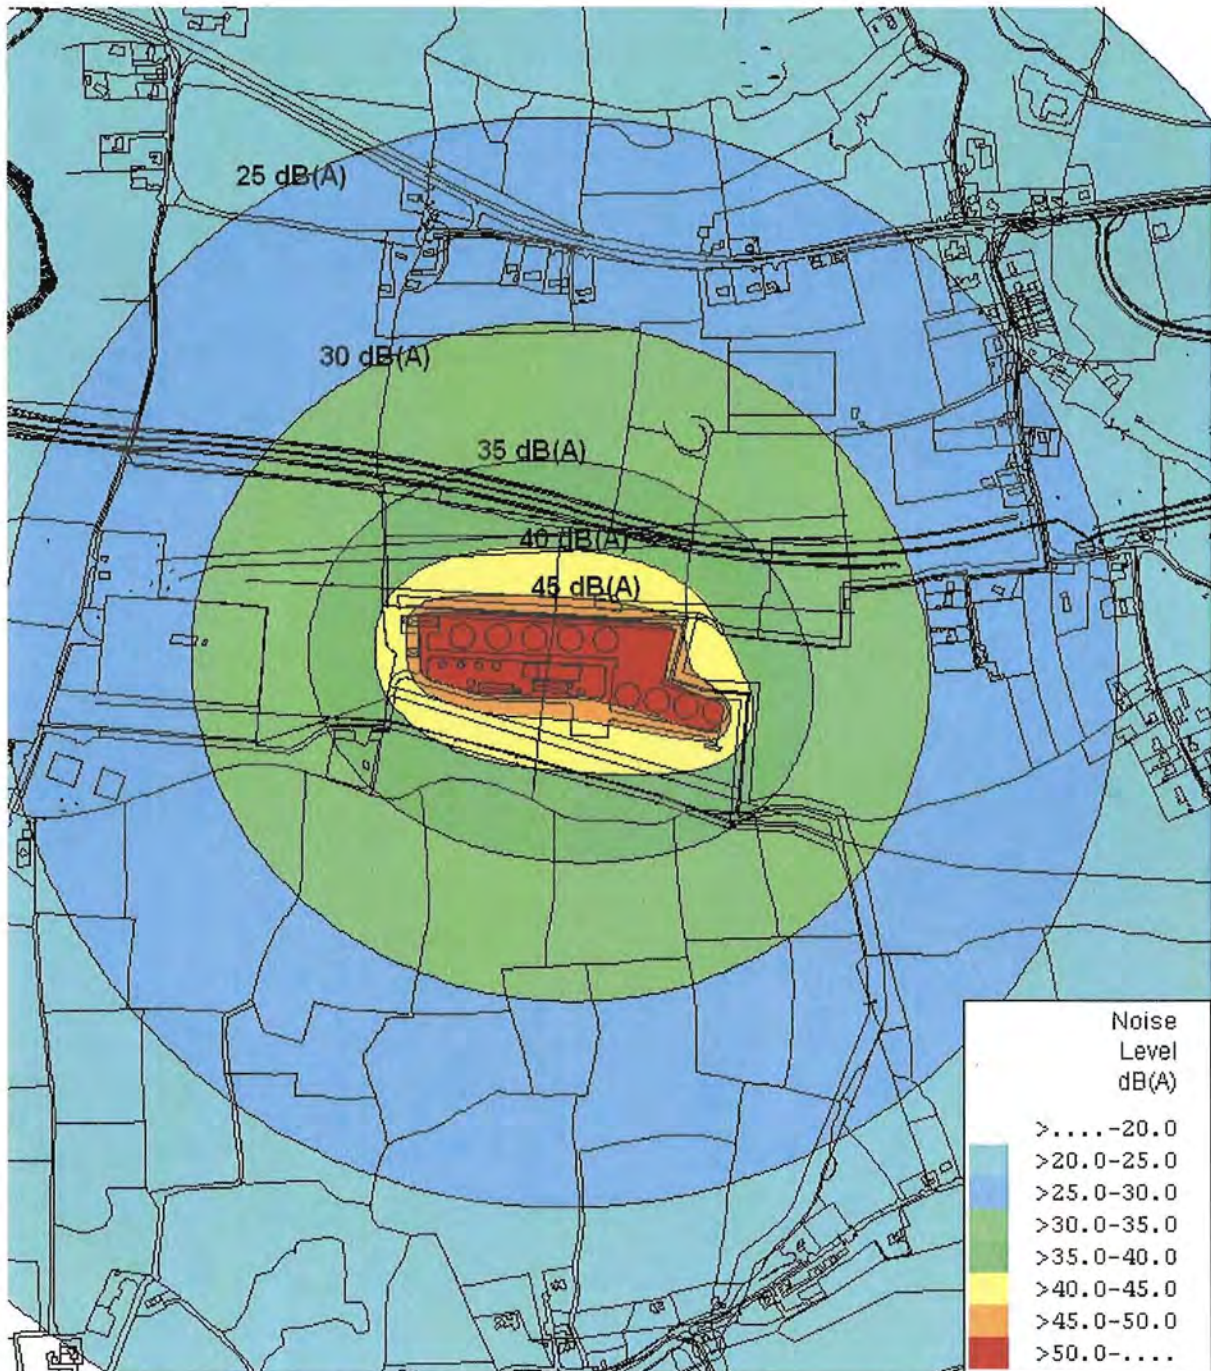 25 dB(A)
30 dB(A)
35 dB(A)
40 dB(A)
45 dB(A)
Noise
Level
dB(A)
>....-20.0
>20.0-25.0
>25.0-30.0
>30.0-35.0
>35.0-40.0
>40.0-45.0
>45.0-50.0
>50.0-....